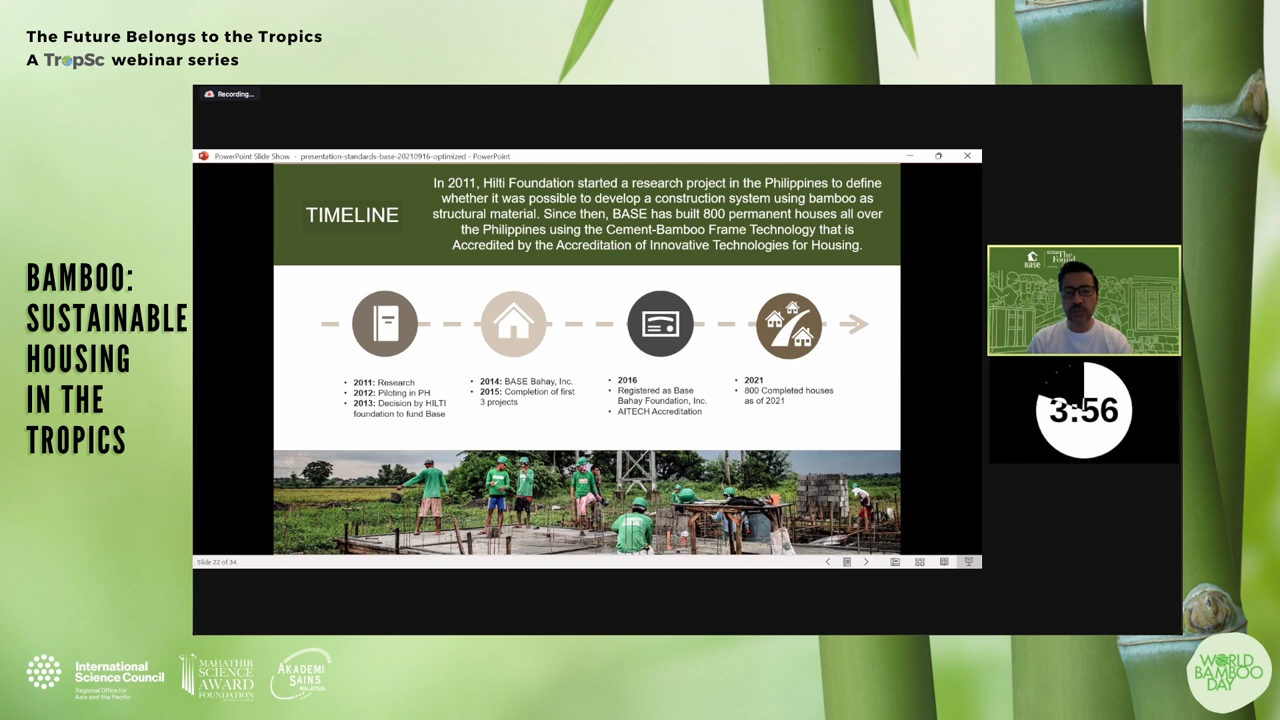 The Future Belongs to the Tropics
A TropSc webinar series
BAMBOO:
SUSTAINABLE
HOUSING
IN THE
TROPICS
Recording...
PowerPoint Slide Show - presentation-standards-base-20210916-optimized - PowerPoint
TIMELINE
In 2011, Hilti Foundation started a research project in the Philippines to define
whether it was possible to develop a construction system using bamboo as
structural material. Since then, BASE has built 800 permanent houses all over
the Philippines using the Cement-Bamboo Frame Technology that is
Accredited by the Accreditation of Innovative Technologies for Housing.
• 2011: Research
• 2012: Piloting in PH
• 2013: Decision by HILTI
foundation to fund Base
• 2014: BASE Bahay, Inc.
• 2015: Completion of first
3 projects
• 2016
• Registered as Base
Bahay Foundation, Inc.
• AITECH Accreditation
• 2021
• 800 Completed houses
as of 2021
Slide 22 of 34
BASE
The
3:56
International
Science Council
Regional Office for
Asia and the Pacific
MAHATHIR
SCIENCE
AWARD
FOUNDATION
AKADEMI
SAINS
MALAYSIA
WORLD
BAMBOO
DAY